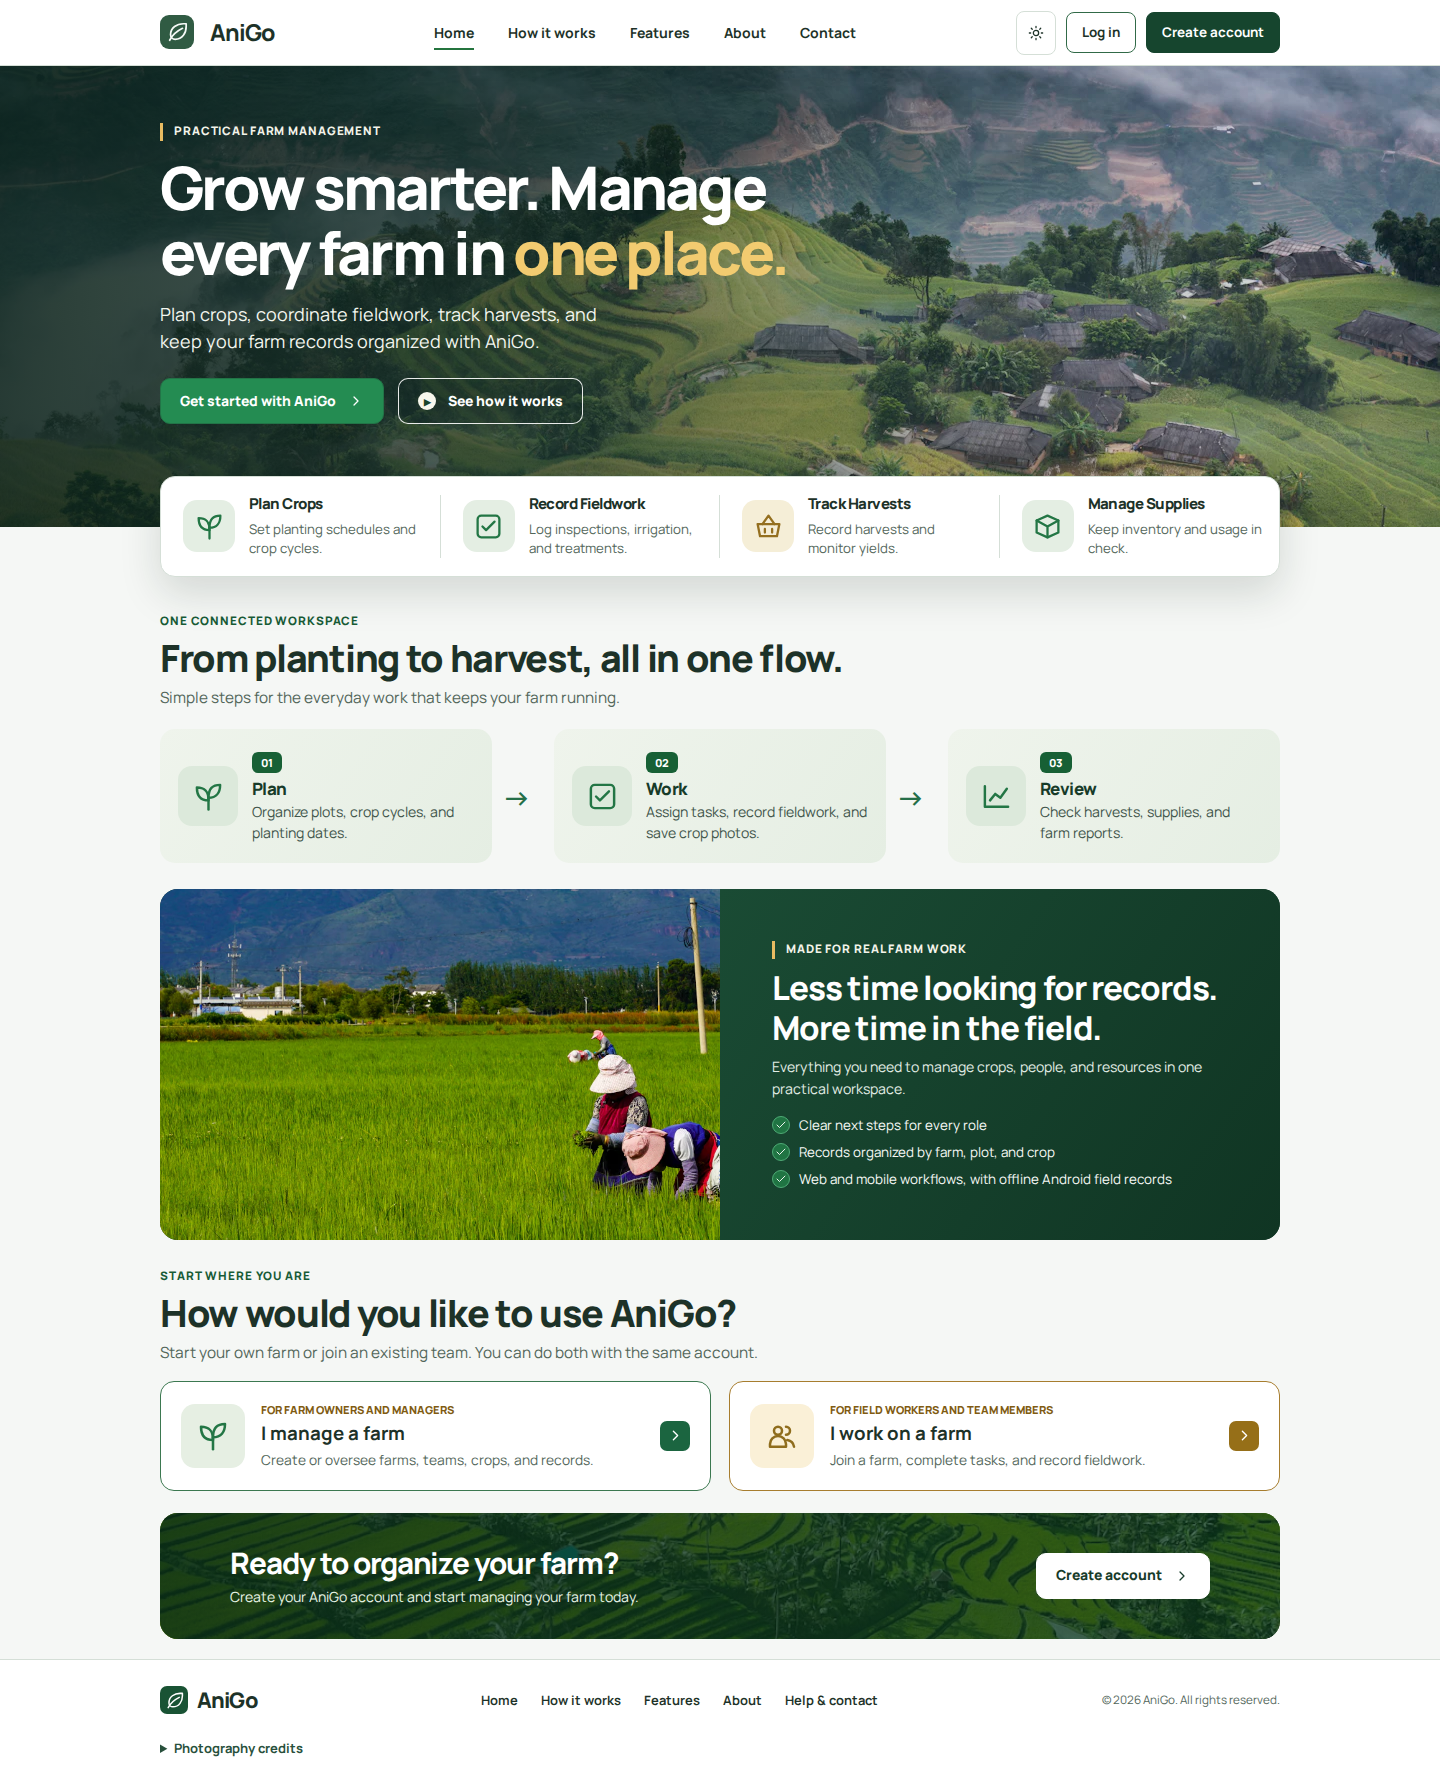 AniGo
Home
How it works
Features
About
Contact
Log in
Create account
PRACTICAL FARM MANAGEMENT
Grow smarter. Manage
every farm in one place.
Plan crops, coordinate fieldwork, track harvests, and
keep your farm records organized with AniGo.
Get started with AniGo
See how it works
Plan Crops
Set planting schedules and
crop cycles.
Record Fieldwork
Log inspections, irrigation,
and treatments.
Track Harvests
Record harvests and
monitor yields.
Manage Supplies
Keep inventory and usage in
check.
ONE CONNECTED WORKSPACE
From planting to harvest, all in one flow.
Simple steps for the everyday work that keeps your farm running.
01
Plan
Organize plots, crop cycles, and
planting dates.
02
Work
Assign tasks, record fieldwork, and
save crop photos.
03
Review
Check harvests, supplies, and
farm reports.
MADE FOR REAL FARM WORK
Less time looking for records.
More time in the field.
Everything you need to manage crops, people, and resources in one
practical workspace.
Clear next steps for every role
Records organized by farm, plot, and crop
Web and mobile workflows, with offline Android field records
START WHERE YOU ARE
How would you like to use AniGo?
Start your own farm or join an existing team. You can do both with the same account.
FOR FARM OWNERS AND MANAGERS
I manage a farm
Create or oversee farms, teams, crops, and records.
FOR FIELD WORKERS AND TEAM MEMBERS
I work on a farm
Join a farm, complete tasks, and record fieldwork.
Ready to organize your farm?
Create your AniGo account and start managing your farm today.
Create account
AniGo
Home
How it works
Features
About
Help & contact
© 2026 AniGo. All rights reserved.
Photography credits